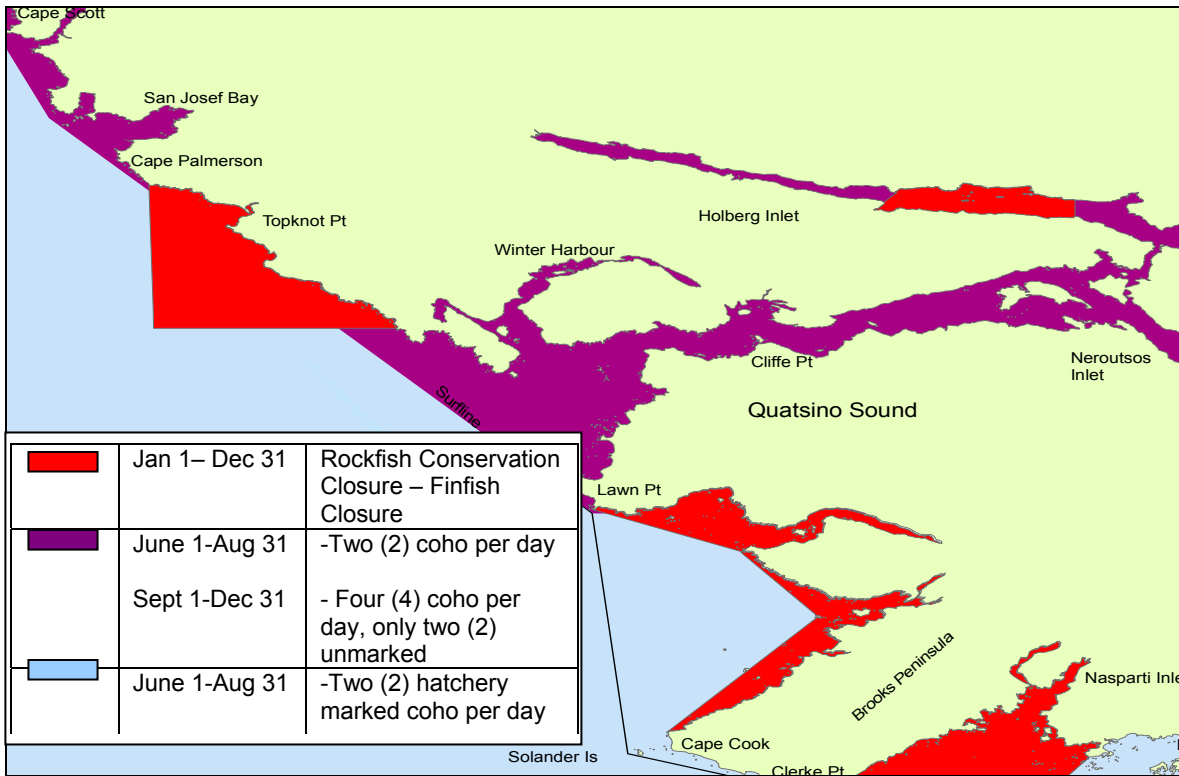 Cape Scott
San Josef Bay
Cape Palmerson
Topknot Pt
Holberg Inlet
Winter Harbour
Cliffe Pt
Neroutsos
Inlet
Quatsino Sound
Surfline
Jan 1– Dec 31
Rockfish Conservation
Closure – Finfish
Closure
June 1-Aug 31
-Two (2) coho per day
Sept 1-Dec 31
- Four (4) coho per
day, only two (2)
unmarked
June 1-Aug 31
-Two (2) hatchery
marked coho per day
Lawn Pt
Brooks Peninsula
Nasparti Inle
Cape Cook
Solander Is
Clerke Pt